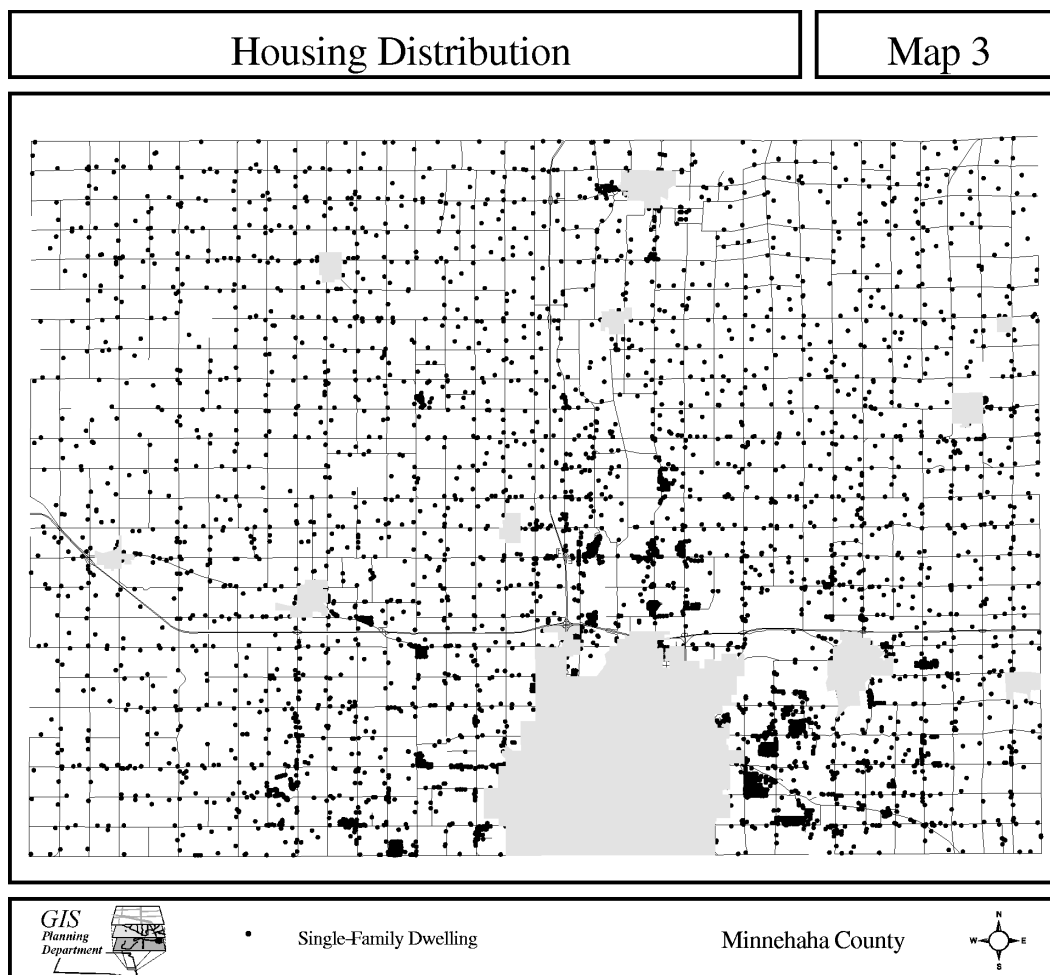 Housing Distribution
Map 3
GIS
Planning
Department
Single-Family Dwelling
Minnehaha County
N
W E
S